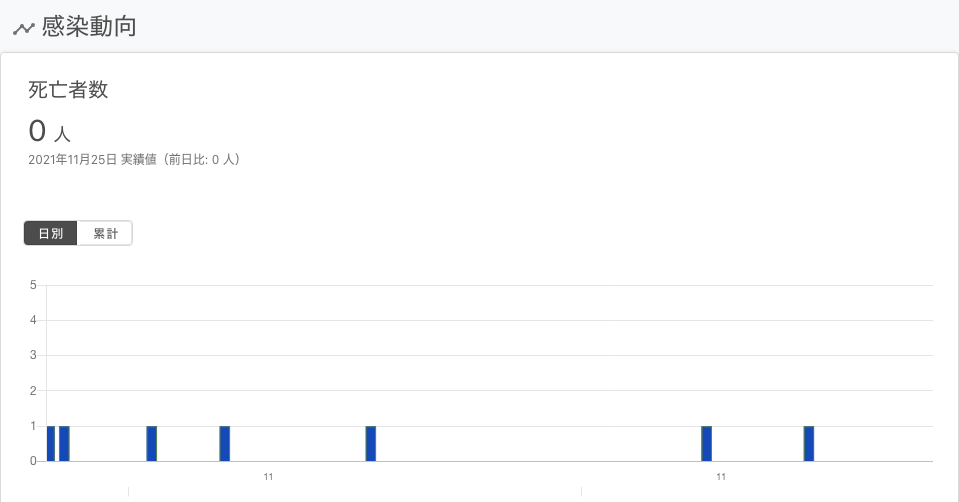 感染動向
死亡者数
0 人
2021年11月25日 実績値（前日比: 0 人）
日別 累計
5
4
3
2
1
0
11 11